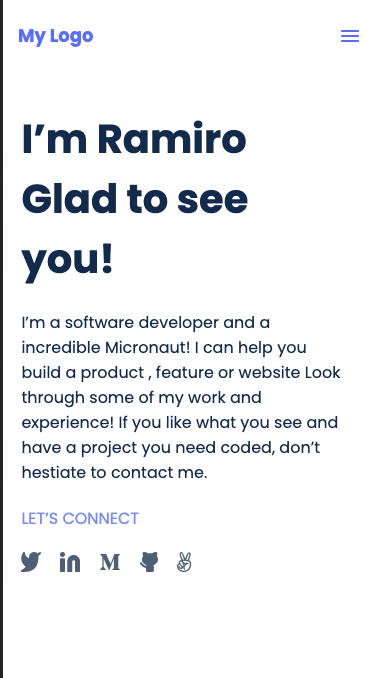 My Logo
I’m Ramiro
Glad to see
you!
I’m a software developer and a
incredible Micronaut! I can help you
build a product , feature or website Look
through some of my work and
experience! If you like what you see and
have a project you need coded, don’t
hestiate to contact me.
LET’S CONNECT